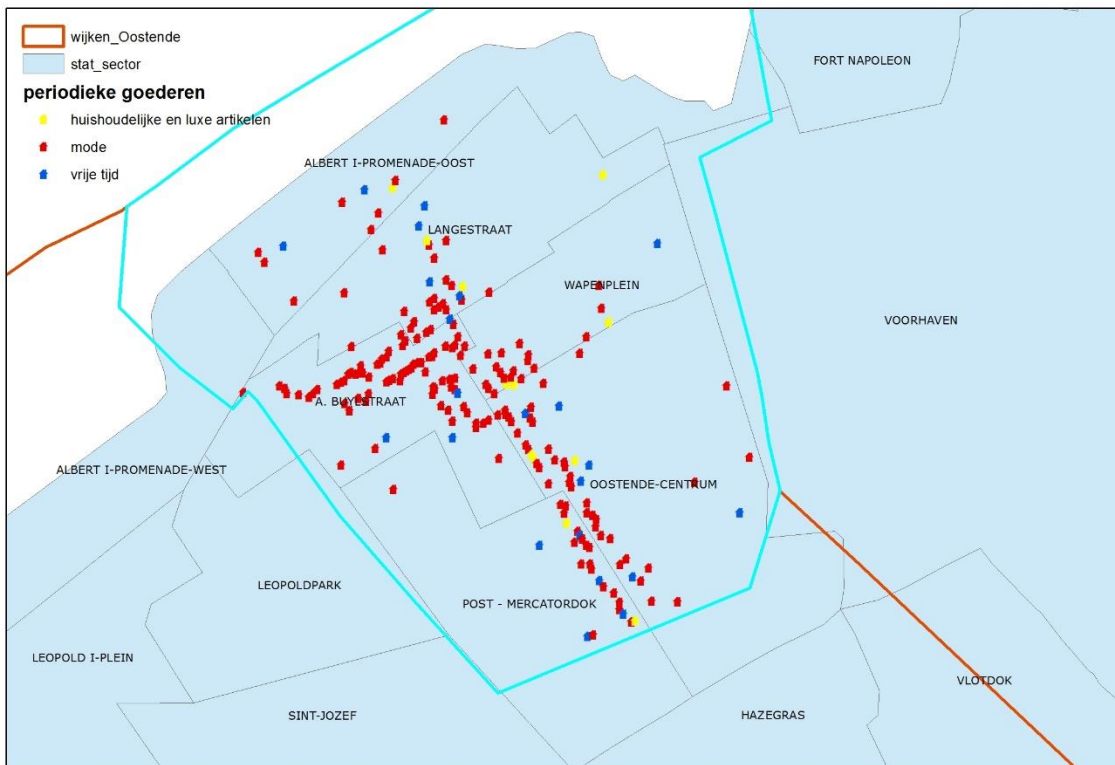 wijken_Oostende
stat_sector
periodieke goederen
huishoudelijke en luxe artikelen
mode
vrije tijd
FORT NAPOLEON
ALBERT I-PROMENADE-OOST
LANGESTRAAT
WAPENPLEIN
VOORHAVEN
A. BUYLSTRAAT
ALBERT I-PROMENADE-WEST
OOSTENDE-CENTRUM
LEOPOLDPARK
POST - MERCATORDOK
LEOPOLD I-PLEIN
VLOTDOK
SINT-JOZEF
HAZEGRAS